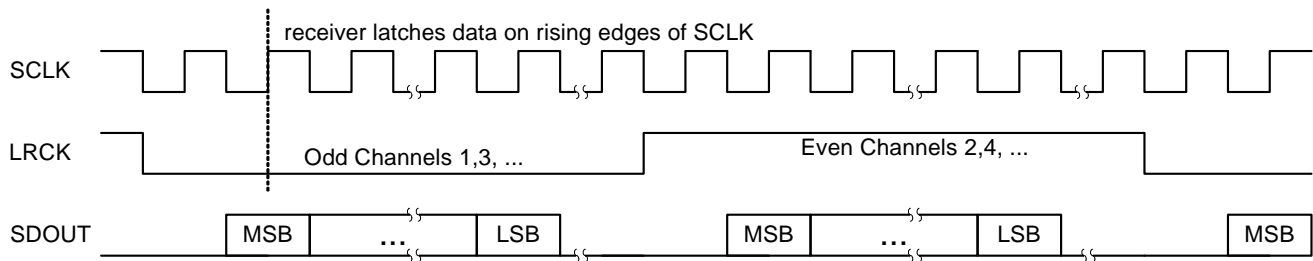 receiver latches data on rising edges of SCLK
SCLK
LRCK
Odd Channels 1,3, ...
Even Channels 2,4, ...
SDOUT
MSB
...
LSB
MSB
...
LSB
MSB